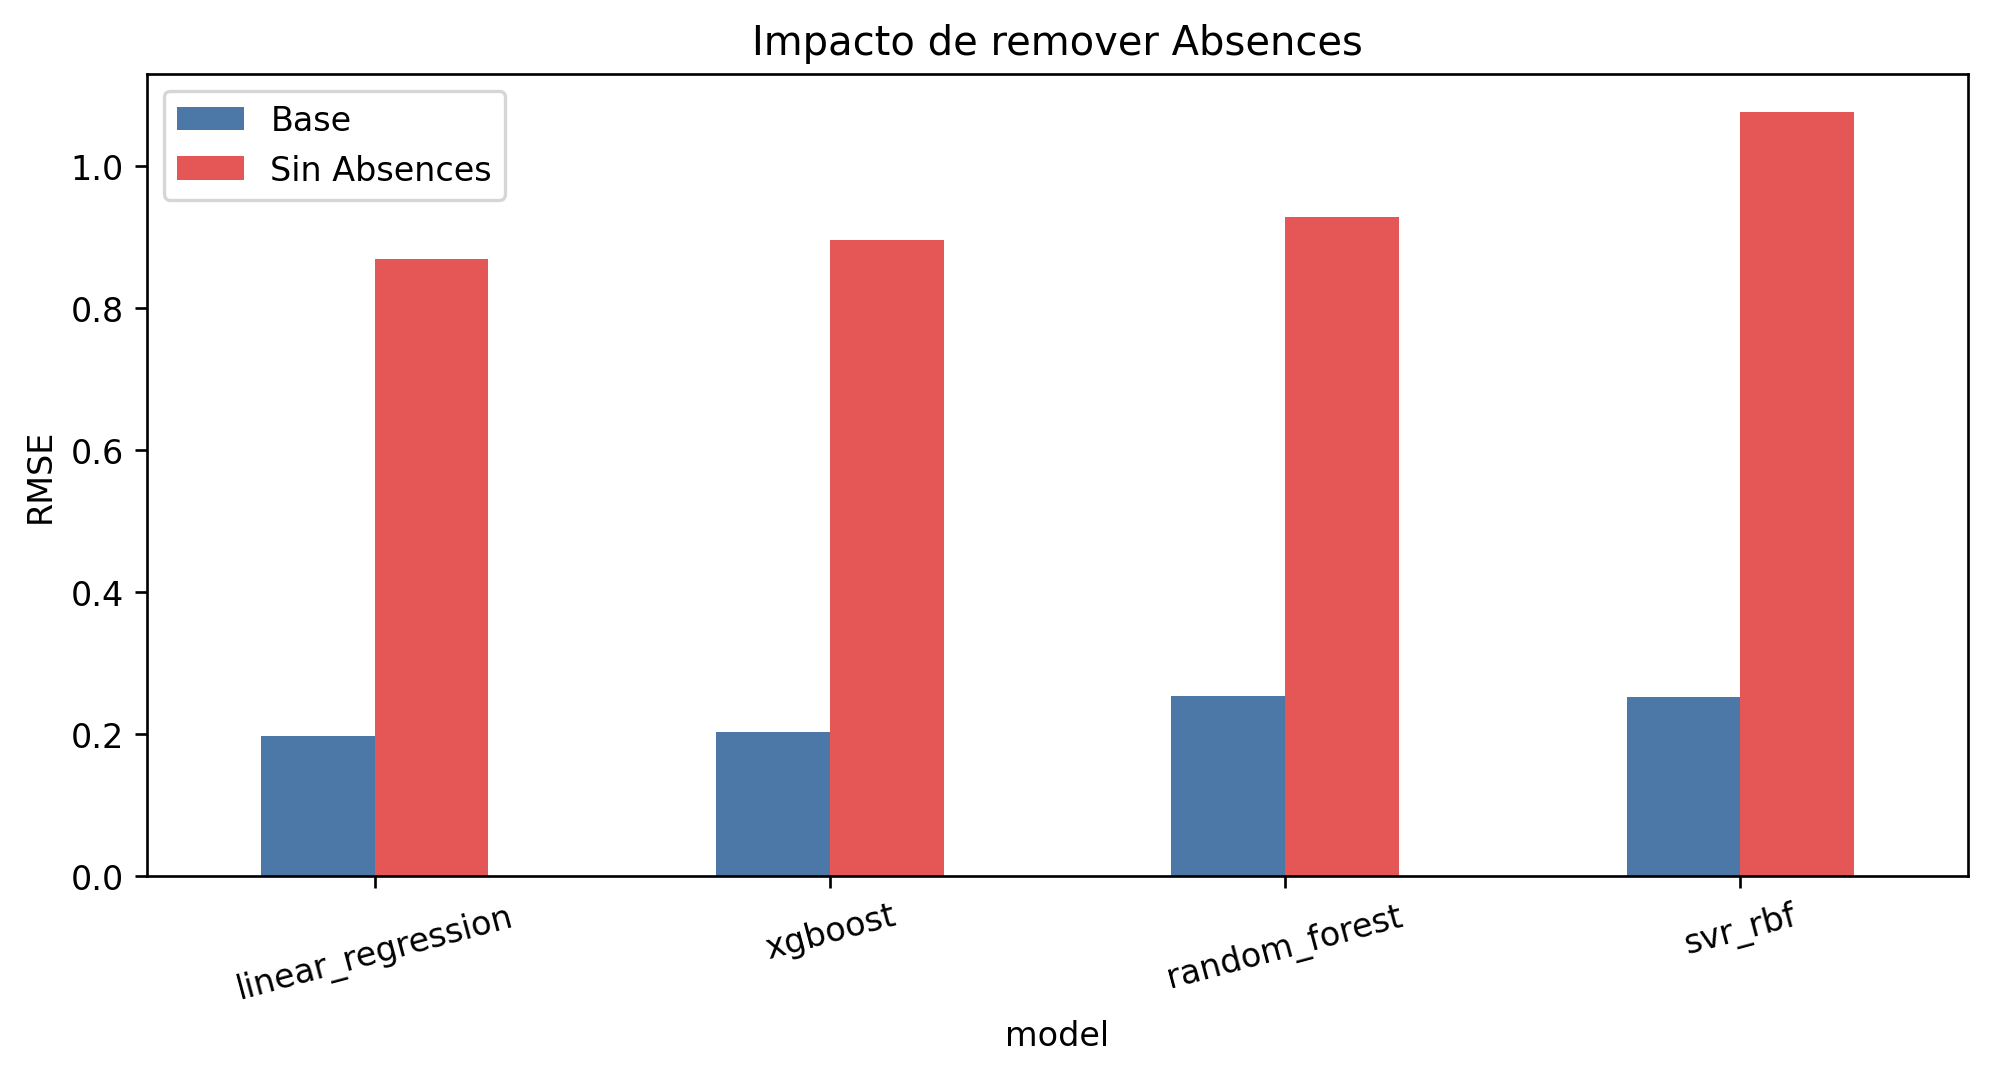 Impacto de remover Absences
Base
Sin Absences
RMSE
1.0
0.8
0.6
0.4
0.2
0.0
linear_regression
xgboost
random_forest
svr_rbf
model